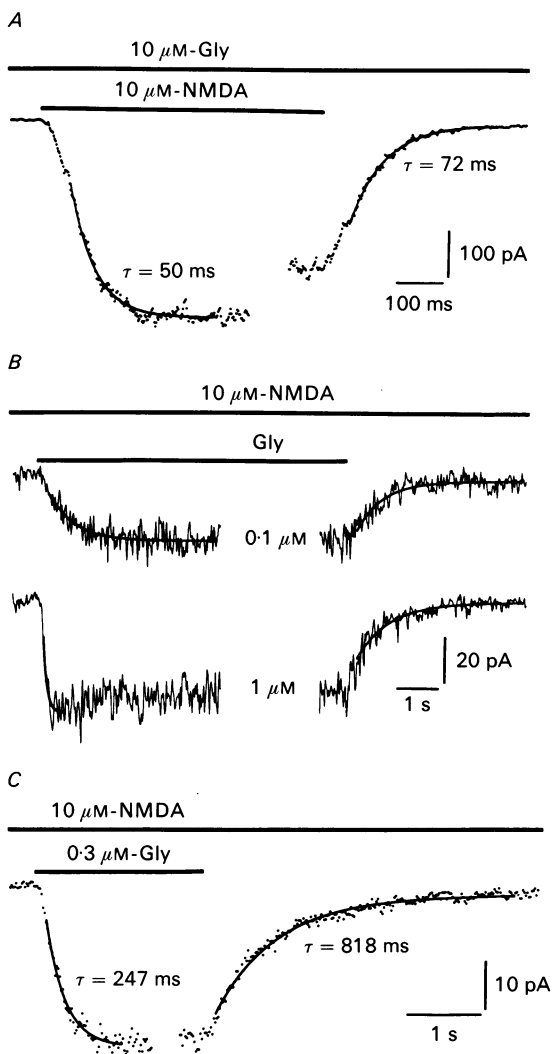 A
10 μM-Gly
10 μM-NMDA
τ = 72 ms
τ = 50 ms
100 pA
100 ms
B
10 μM-NMDA
Gly
0·1 μM
1 μM
20 pA
1 s
C
10 μM-NMDA
0·3 μM-Gly
τ = 818 ms
τ = 247 ms
10 pA
1 s